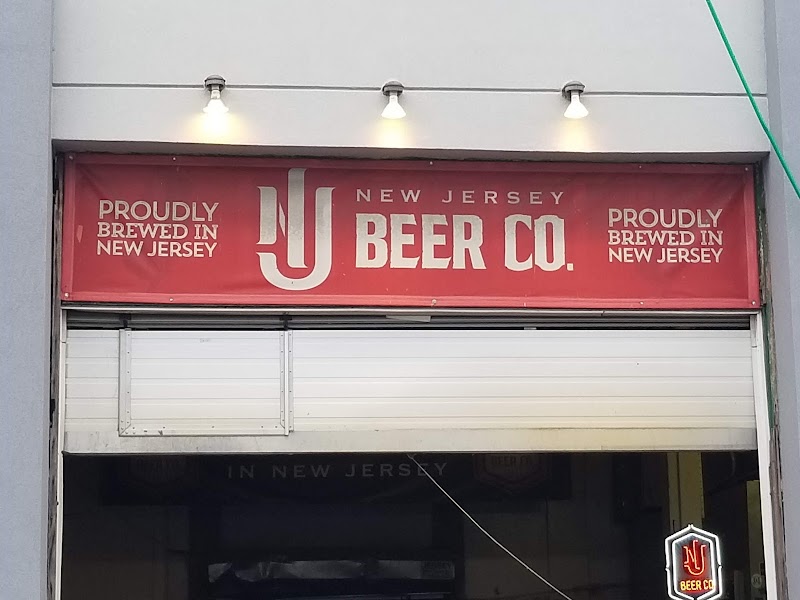 PROUDLY
BREWED IN
NEW JERSEY
NJ
NEW JERSEY
BEER CO.
PROUDLY
BREWED IN
NEW JERSEY
IN NEW JERSEY
NJ
BEER CO